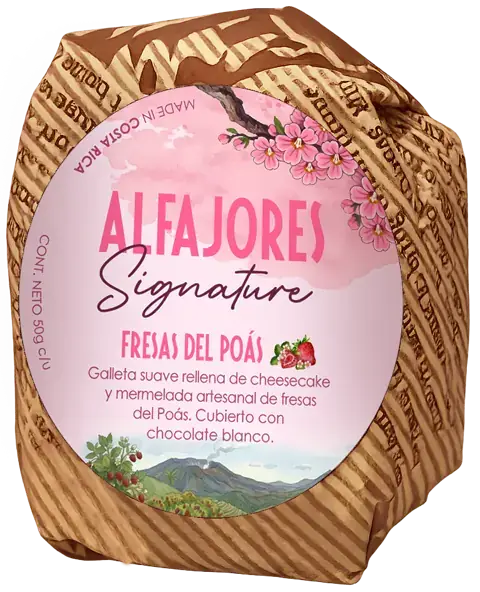 MADE IN COSTA RICA
ALFAJORES
Signature
FRESAS DEL POÁS
Galleta suave rellena de cheesecake
y mermelada artesanal de fresas
del Poás. Cubierto con
chocolate blanco.
CONT. NETO 50g c/u